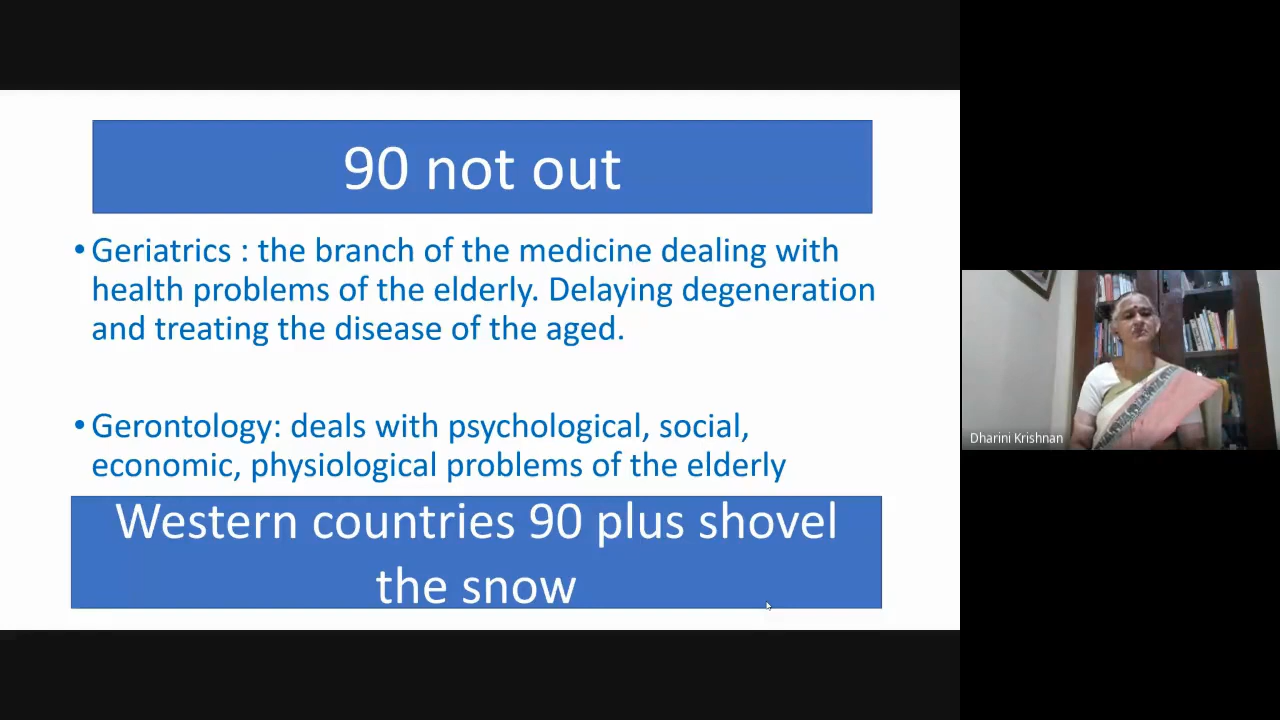 90 not out
•Geriatrics : the branch of the medicine dealing with
health problems of the elderly. Delaying degeneration
and treating the disease of the aged.
•Gerontology: deals with psychological, social,
economic, physiological problems of the elderly
Western countries 90 plus shovel
the snow
Dharini Krishnan